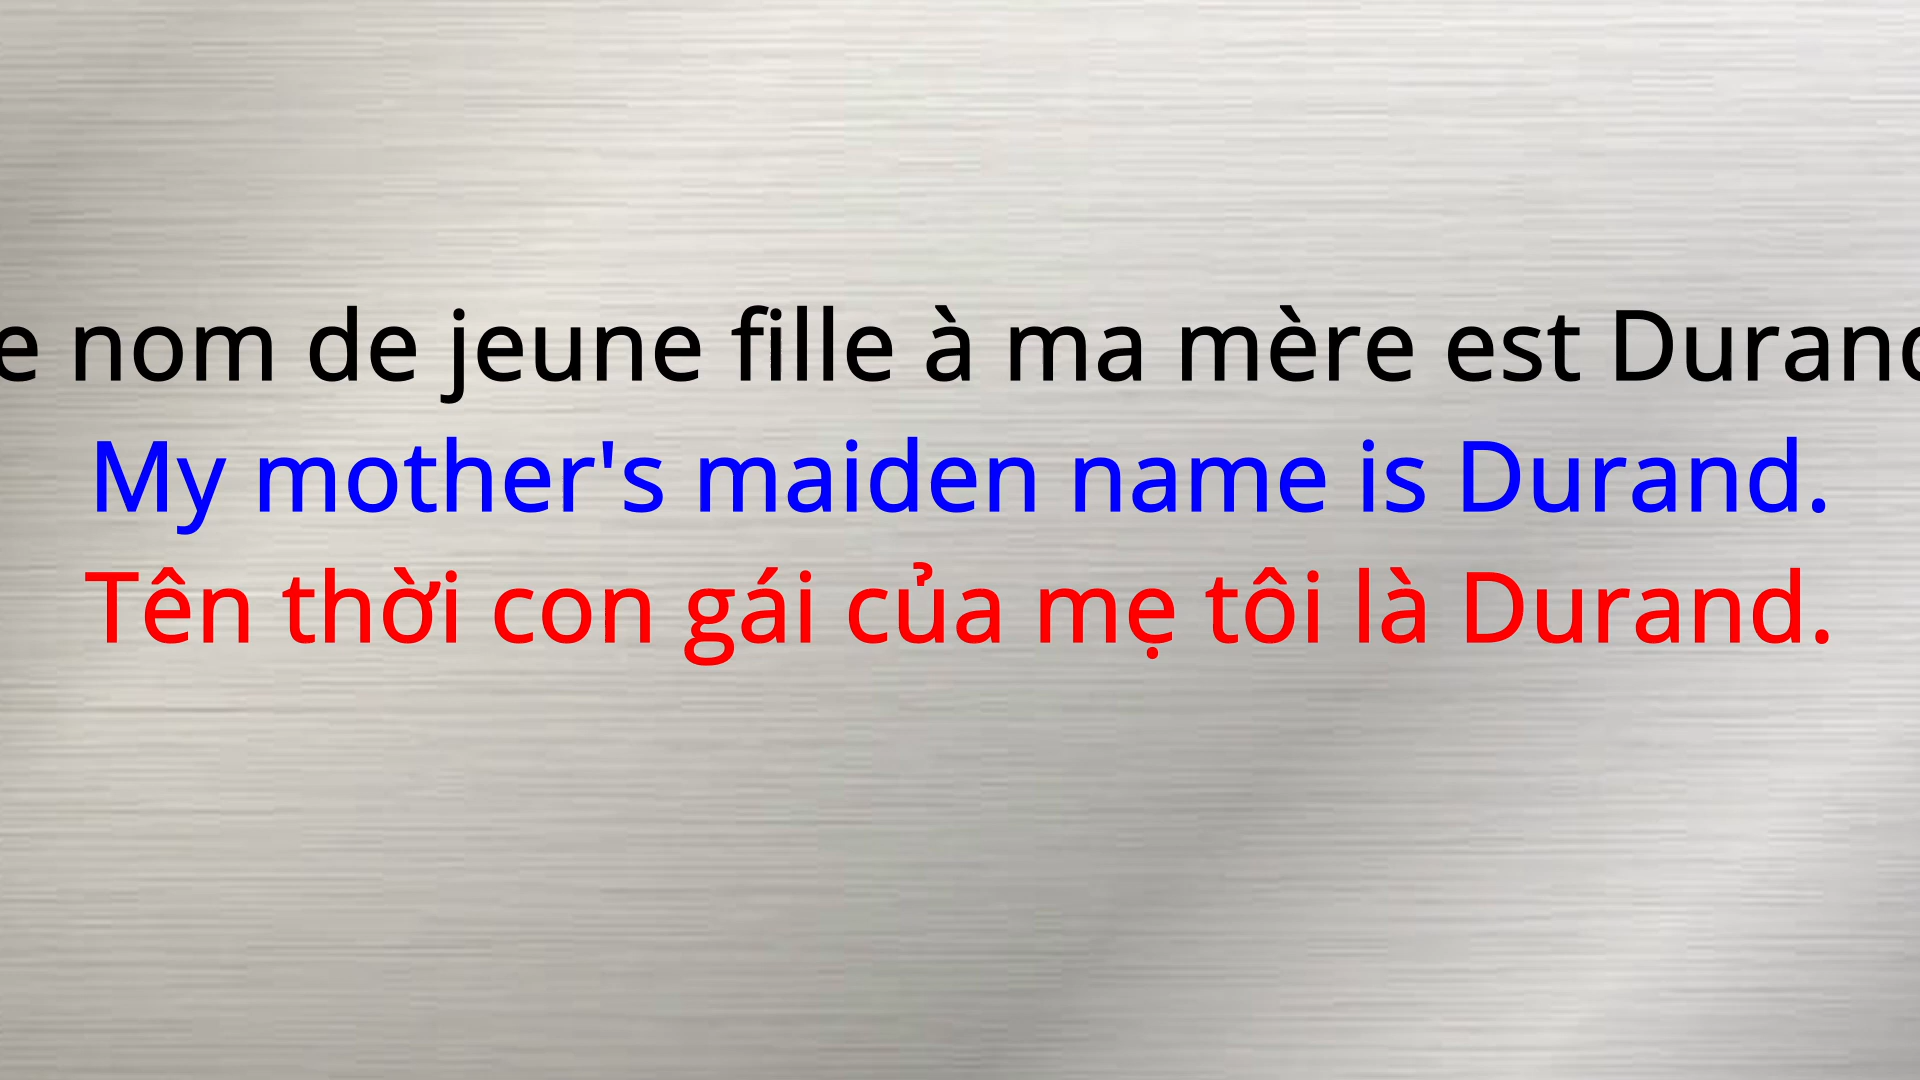 e nom de jeune fille à ma mère est Durand
My mother's maiden name is Durand.
Tên thời con gái của mẹ tôi là Durand.